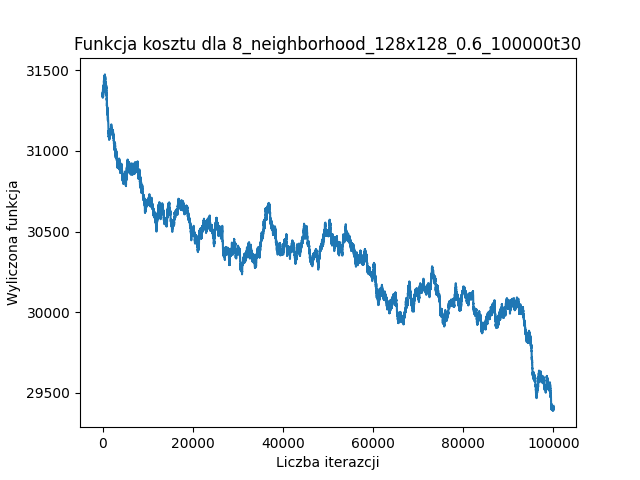 Funkcja kosztu dla 8_neighborhood_128x128_0.6_100000t30
31500
31000
30500
30000
29500
Wyliczona funkcja
0 20000 40000 60000 80000 100000
Liczba iterazcji